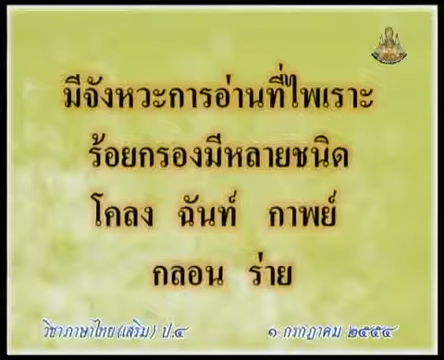 มีจังหวะการอ่านที่ไพเราะ
ร้อยกรองมีหลายชนิด
โคลง ฉันท์ กาพย์
กลอน ร่าย
วิชาภาษาไทย(เสริม) ป.๔ ๑ กรกฎาคม ๒๕๕๔